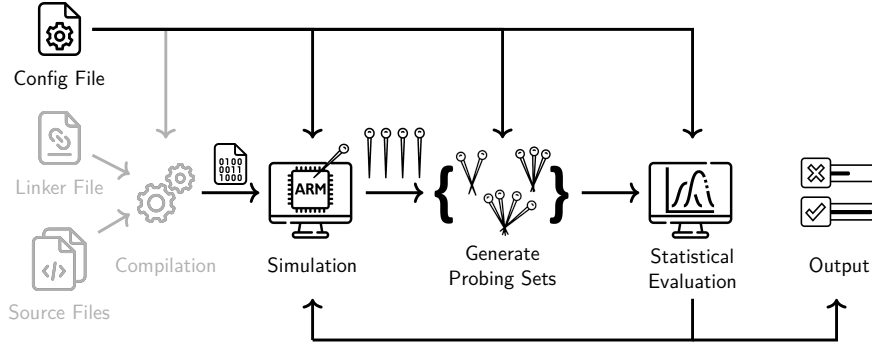 Config File
Linker File
0100
0011
1000
ARM
Source Files
</>
Compilation
Simulation
Generate
Probing Sets
Statistical
Evaluation
Output